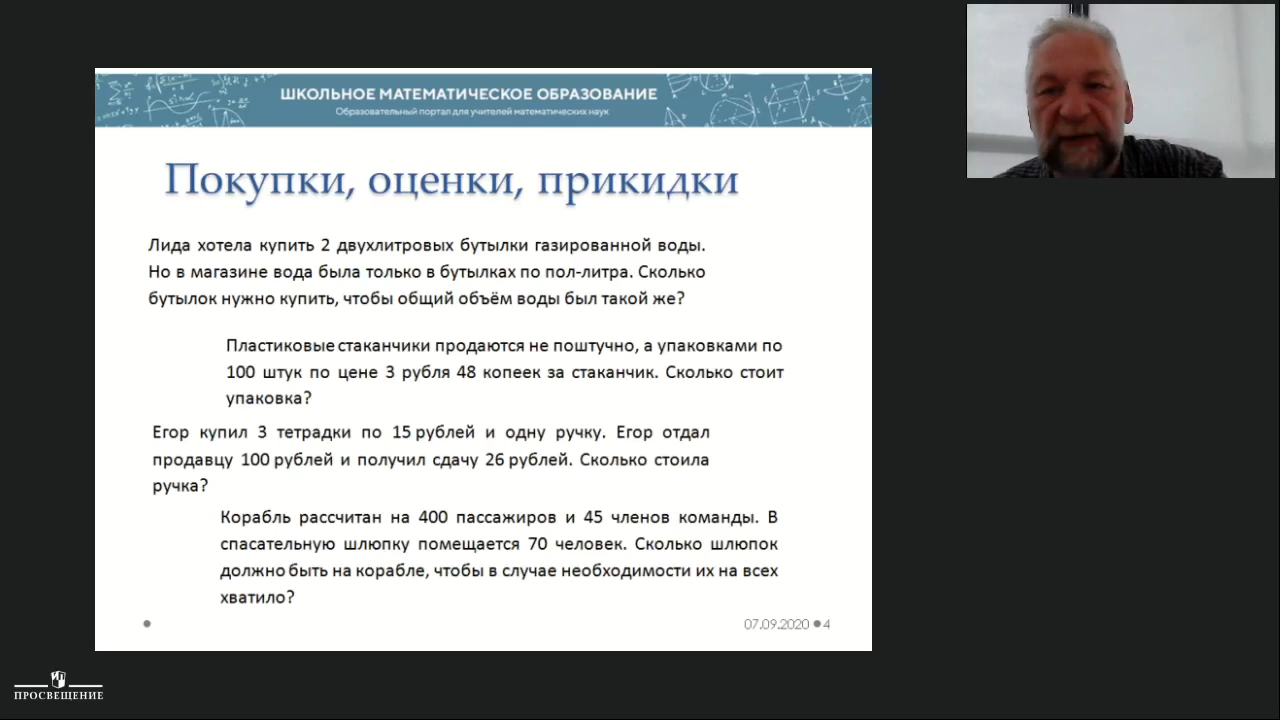 ШКОЛЬНОЕ МАТЕМАТИЧЕСКОЕ ОБРАЗОВАНИЕ
Образовательный портал для учителей математических наук
Покупки, оценки, прикидки
Лида хотела купить 2 двухлитровых бутылки газированной воды.
Но в магазине вода была только в бутылках по пол-литра. Сколько
бутылок нужно купить, чтобы общий объём воды был такой же?
Пластиковые стаканчики продаются не поштучно, а упаковками по
100 штук по цене 3 рубля 48 копеек за стаканчик. Сколько стоит
упаковка?
Егор купил 3 тетрадки по 15 рублей и одну ручку. Егор отдал
продавцу 100 рублей и получил сдачу 26 рублей. Сколько стоила
ручка?
Корабль рассчитан на 400 пассажиров и 45 членов команды. В
спасательную шлюпку помещается 70 человек. Сколько шлюпок
должно быть на корабле, чтобы в случае необходимости их на всех
хватило?
07.09.2020 4
ПРОСВЕЩЕНИЕ